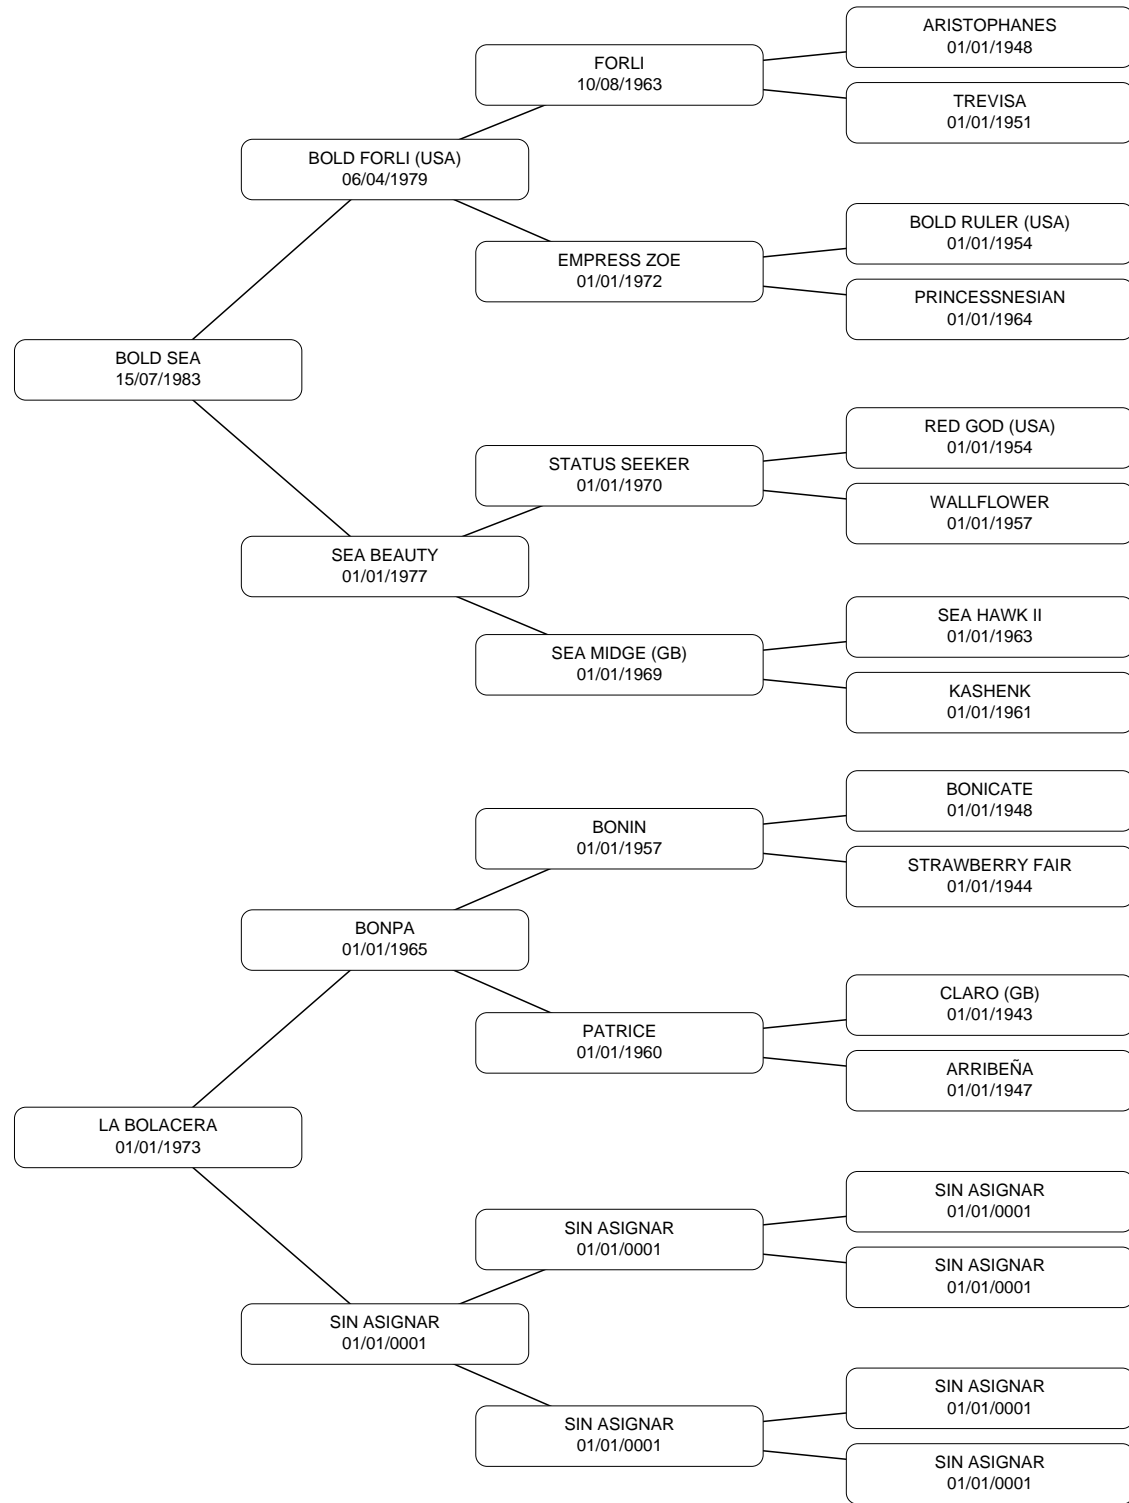 ARISTOPHANES
01/01/1948
FORLI
10/08/1963
TREVISA
01/01/1951
BOLD FORLI (USA)
06/04/1979
BOLD RULER (USA)
01/01/1954
EMPRESS ZOE
01/01/1972
PRINCESSNESIAN
01/01/1964
BOLD SEA
15/07/1983
RED GOD (USA)
01/01/1954
STATUS SEEKER
01/01/1970
WALLFLOWER
01/01/1957
SEA BEAUTY
01/01/1977
SEA HAWK II
01/01/1963
SEA MIDGE (GB)
01/01/1969
KASHENK
01/01/1961
BONICATE
01/01/1948
BONIN
01/01/1957
STRAWBERRY FAIR
01/01/1944
BONPA
01/01/1965
CLARO (GB)
01/01/1943
PATRICE
01/01/1960
ARRIBEÑA
01/01/1947
LA BOLACERA
01/01/1973
SIN ASIGNAR
01/01/0001
SIN ASIGNAR
01/01/0001
SIN ASIGNAR
01/01/0001
SIN ASIGNAR
01/01/0001
SIN ASIGNAR
01/01/0001
SIN ASIGNAR
01/01/0001
SIN ASIGNAR
01/01/0001